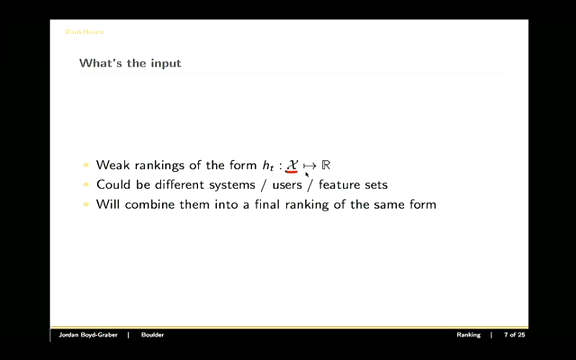 RankBoost
What's the input
Weak rankings of the form h_t : 𝒳 ↦ ℝ
Could be different systems / users / feature sets
Will combine them into a final ranking of the same form
Jordan Boyd-Graber | Boulder Ranking | 7 of 25